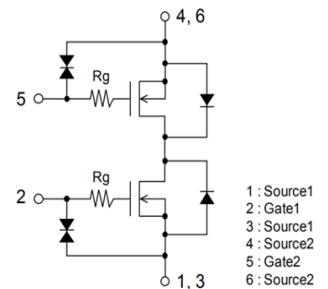 4, 6
Rg
5
Rg
2
1, 3
1 : Source1
2 : Gate1
3 : Source1
4 : Source2
5 : Gate2
6 : Source2